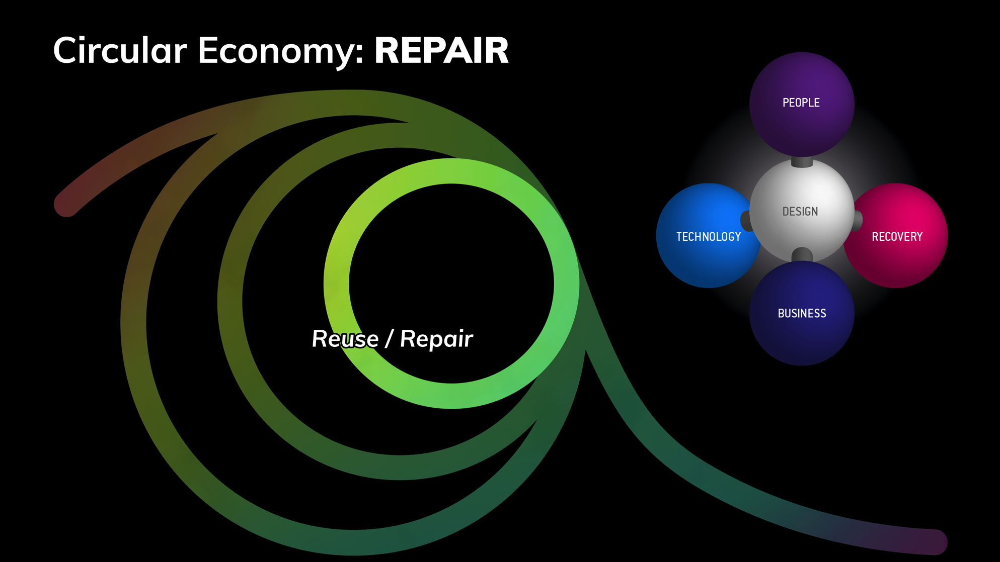 Circular Economy: REPAIR
PEOPLE
DESIGN
TECHNOLOGY
RECOVERY
BUSINESS
Reuse / Repair